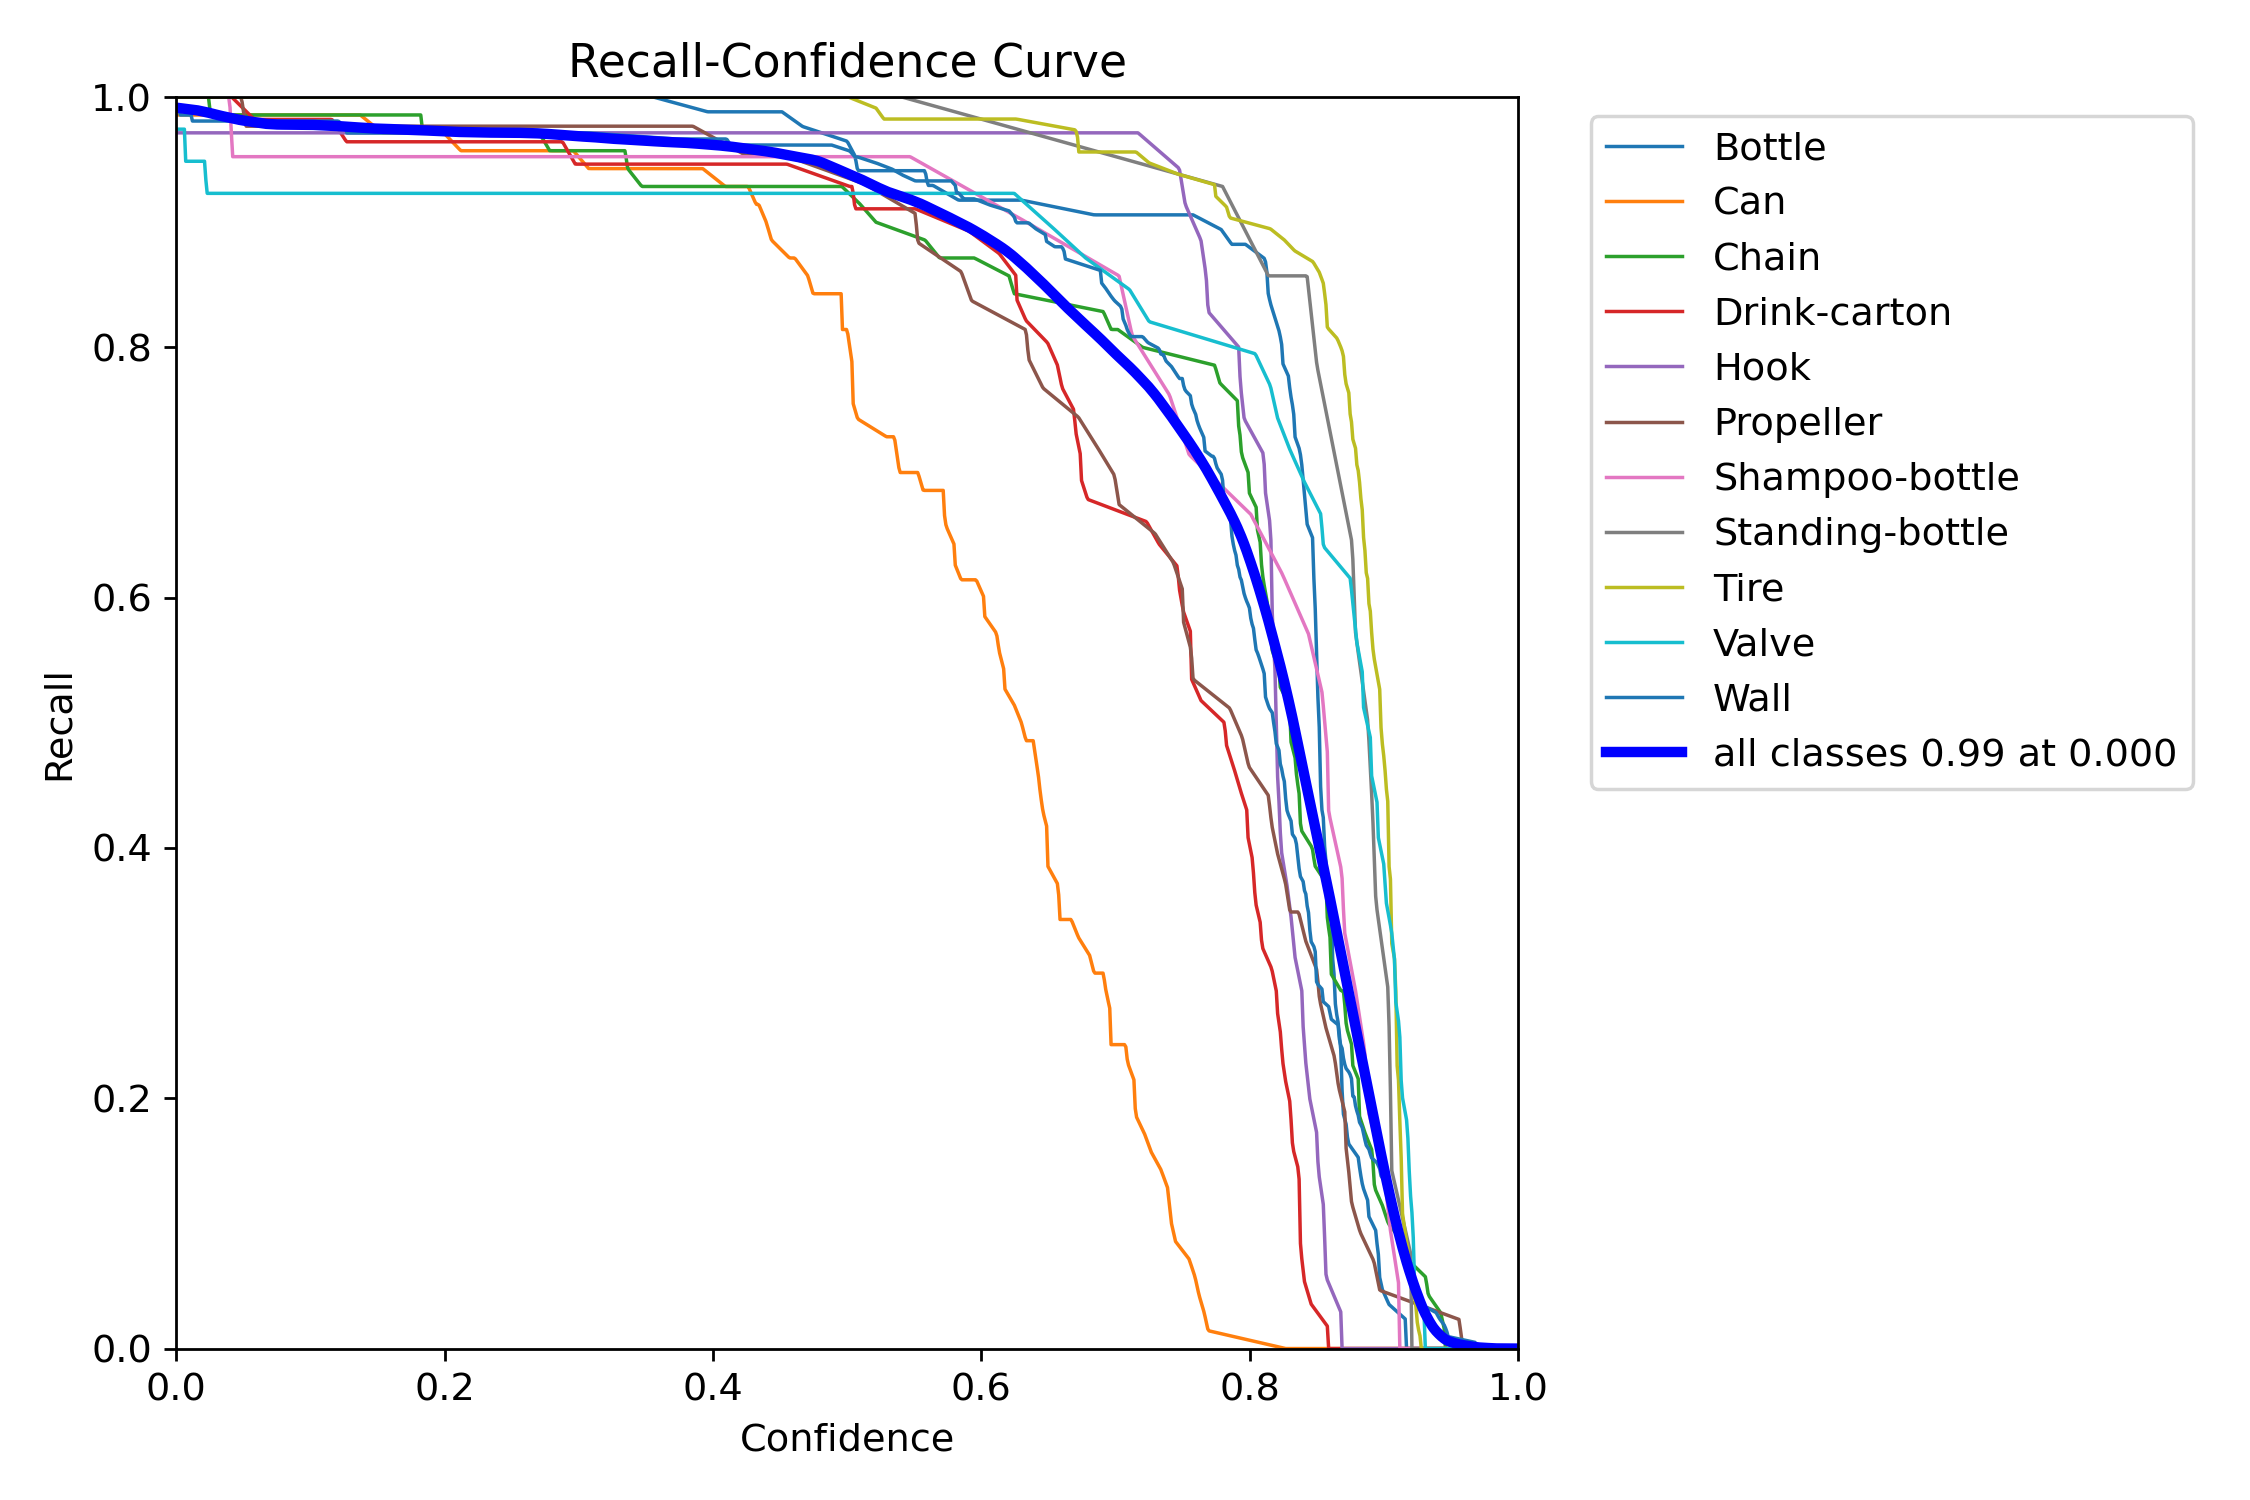 Recall-Confidence Curve
1.0
0.8
0.6
0.4
0.2
0.0
Recall
0.0 0.2 0.4 0.6 0.8 1.0
Confidence
Bottle
Can
Chain
Drink-carton
Hook
Propeller
Shampoo-bottle
Standing-bottle
Tire
Valve
Wall
all classes 0.99 at 0.000